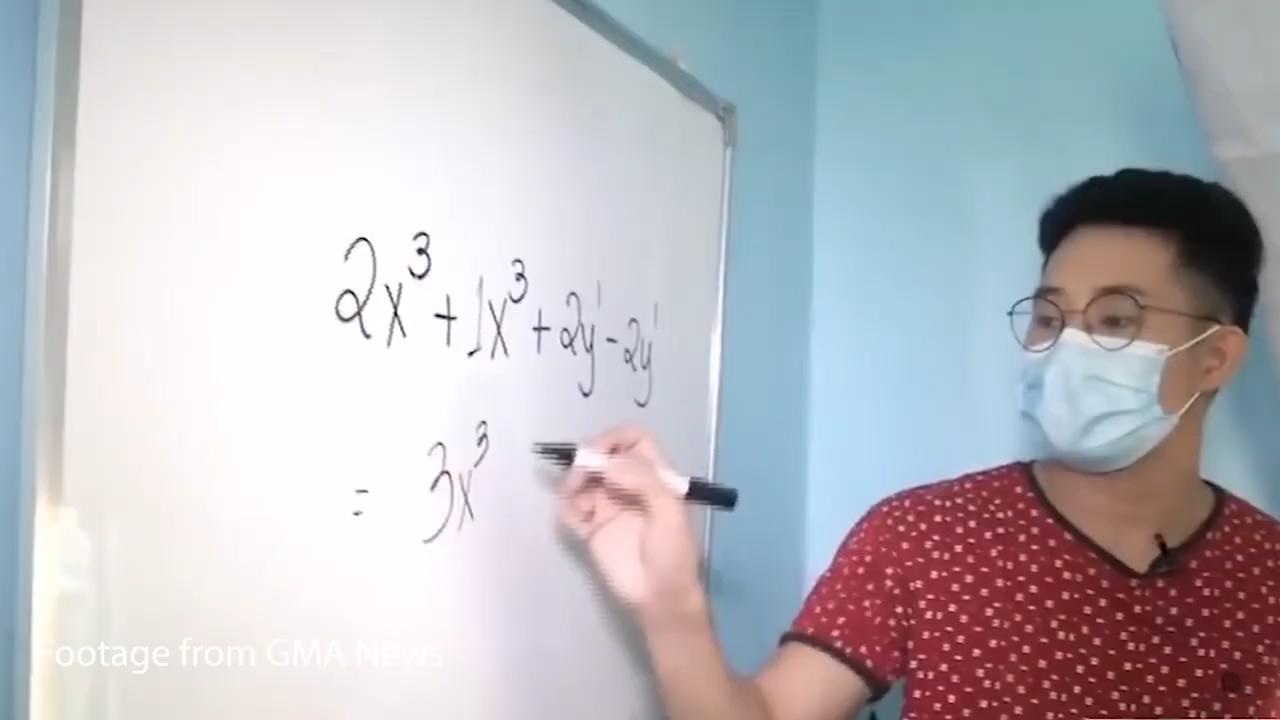 2x³ + 1x³ + 2y¹ - 2y¹
= 3x³
Footage from GMA News